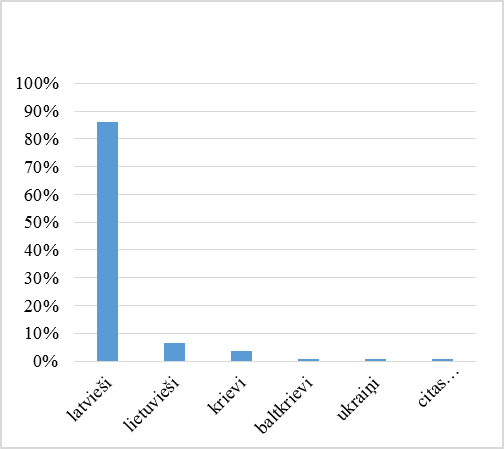 100%
90%
80%
70%
60%
50%
40%
30%
20%
10%
0%
latvieši
lietuvieši
krievi
baltkrievi
ukraiņi
citas…